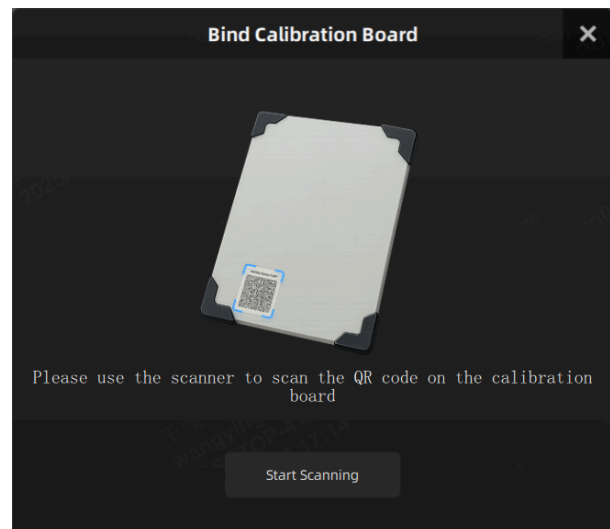 Bind Calibration Board
Please use the scanner to scan the QR code on the calibration
board
Start Scanning